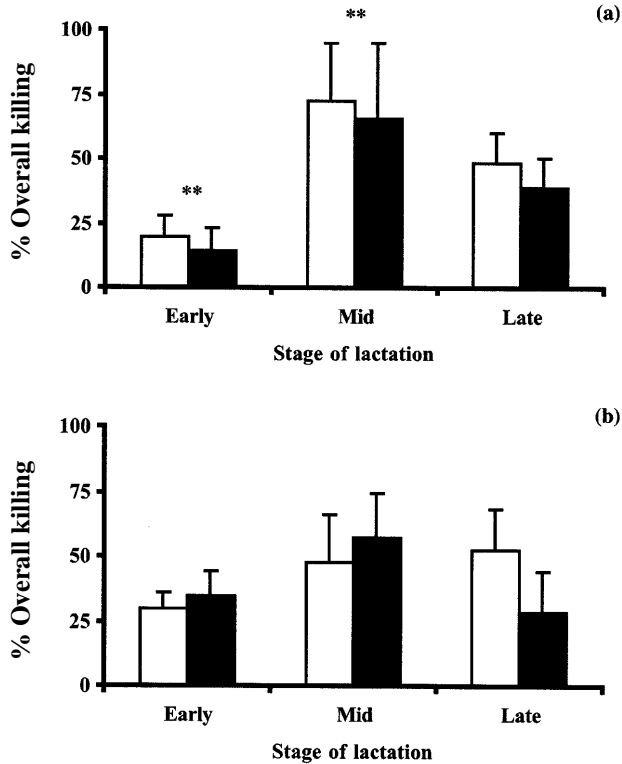 (a)
**
100
75
50
25
0
% Overall killing
**
Early Mid Late
Stage of lactation
(b)
100
75
50
25
0
% Overall killing
Early Mid Late
Stage of lactation